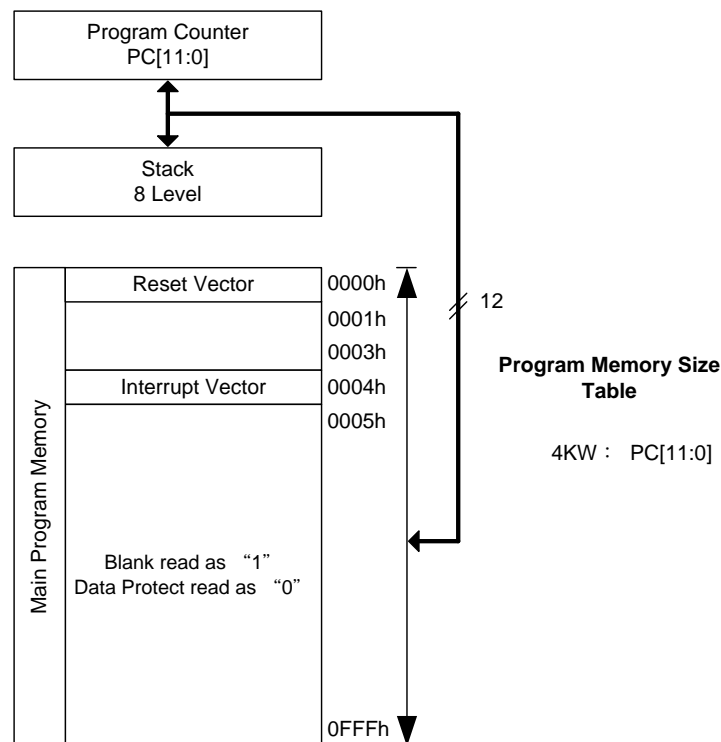 Program Counter
PC[11:0]
Stack
8 Level
Reset Vector
0000h
12
0001h
0003h
Program Memory Size
Table
Interrupt Vector
0004h
0005h
4KW： PC[11:0]
Main Program Memory
Blank read as “1”
Data Protect read as “0”
0FFFh